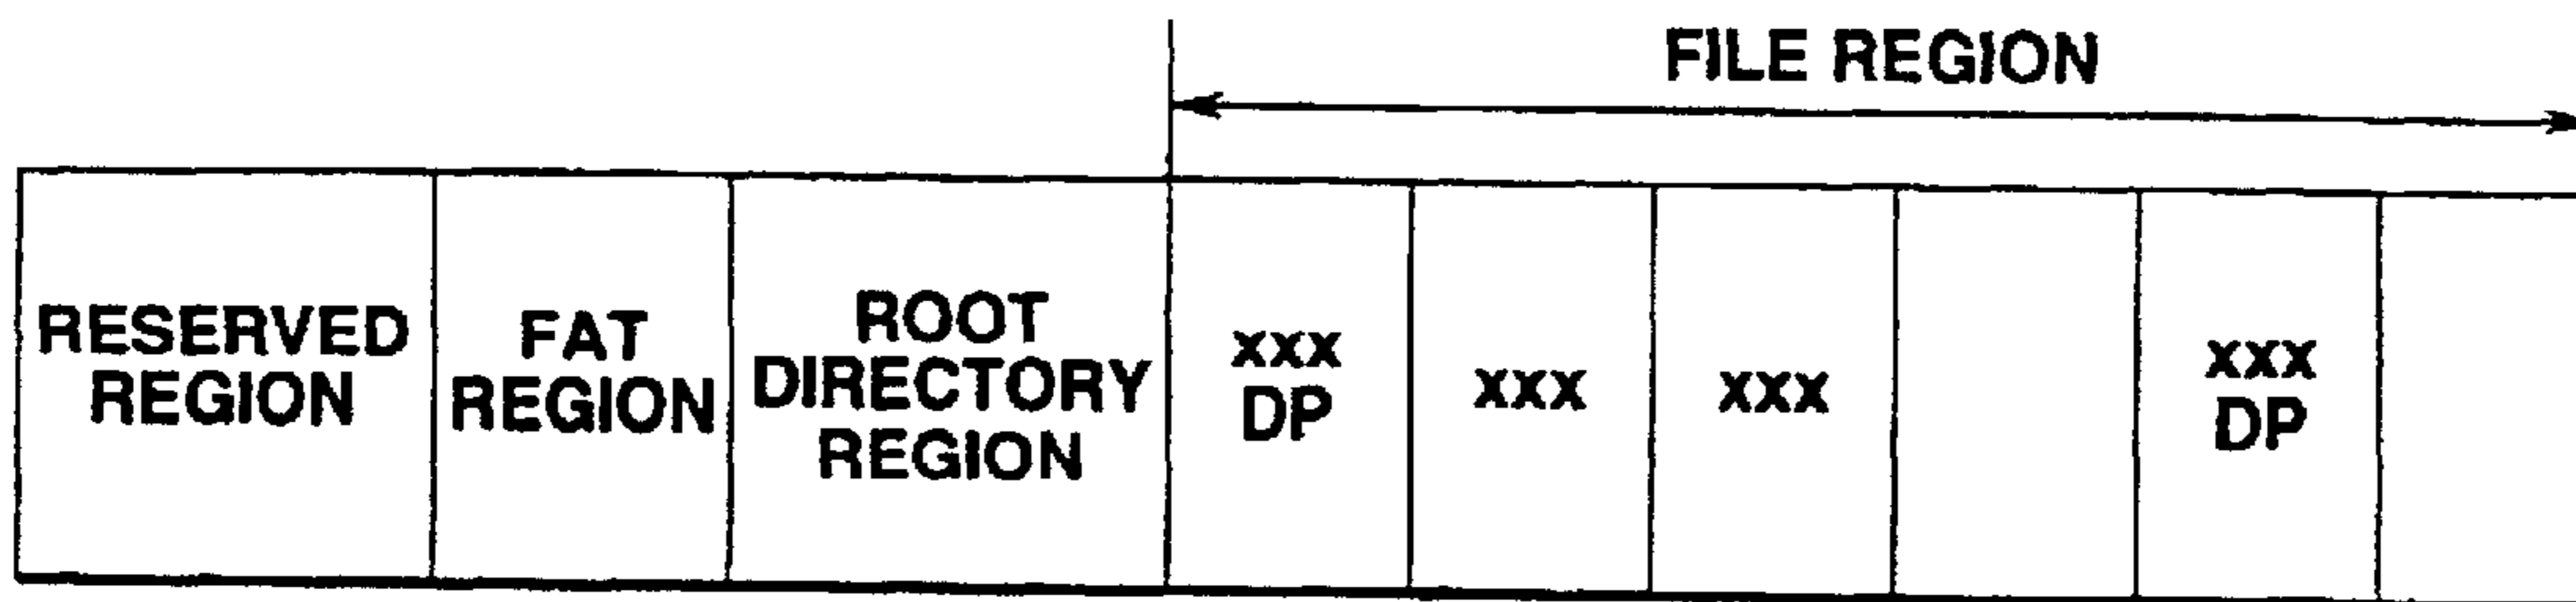 FILE REGION
RESERVED
REGION
FAT
REGION
ROOT
DIRECTORY
REGION
xxx
DP
xxx
xxx
xxx
DP